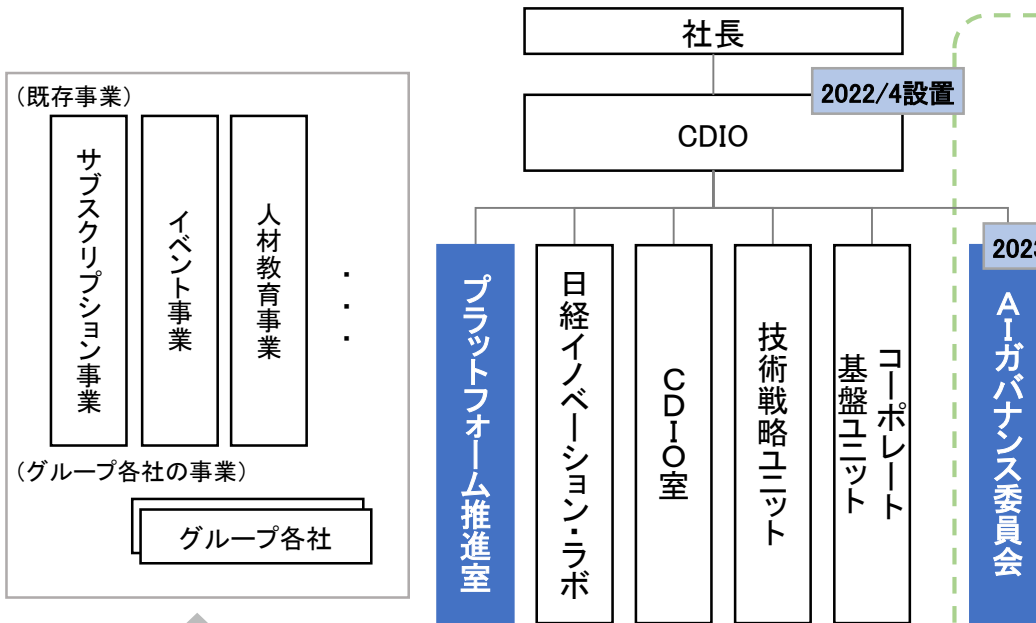 社長
2022/4設置
CDIO
(既存事業)
サブスクリプション事業
イベント事業
人材教育事業
・・・
(グループ各社の事業)
グループ各社
プラットフォーム推進室
日経イノベーション・ラボ
CDIO室
技術戦略ユニット
コーポレート
基盤ユニット
2023
AIガバナンス委員会